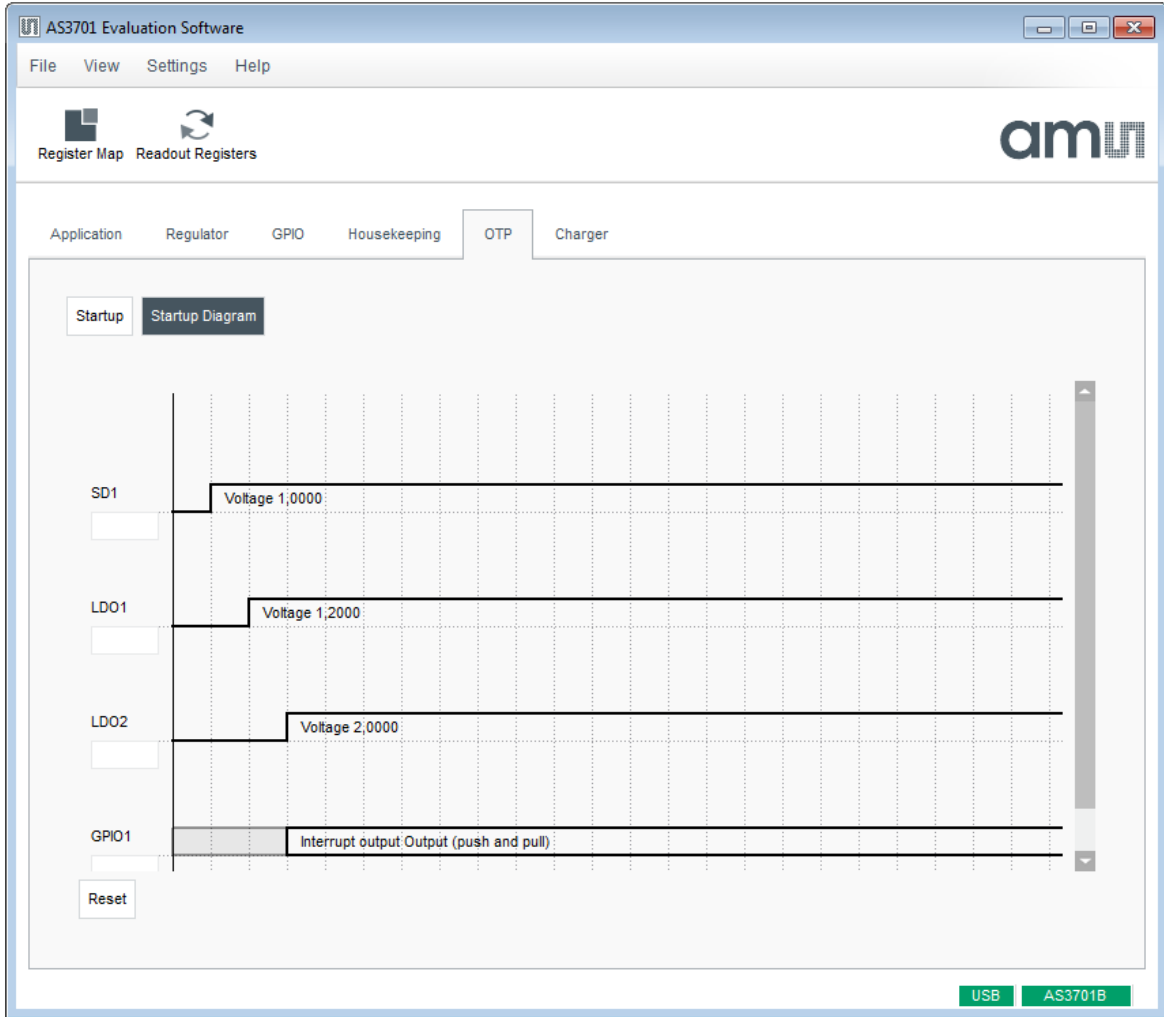 AS3701 Evaluation Software
File View Settings Help
Register Map Readout Registers
am
Application Regulator GPIO Housekeeping OTP Charger
Startup Startup Diagram
SD1
Voltage 1,0000
LDO1
Voltage 1,2000
LDO2
Voltage 2,0000
GPIO1
Interrupt output Output (push and pull)
Reset
USB AS3701B